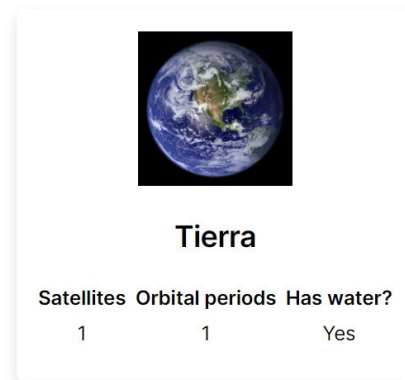 Tierra
Satellites Orbital periods Has water?
1 1 Yes